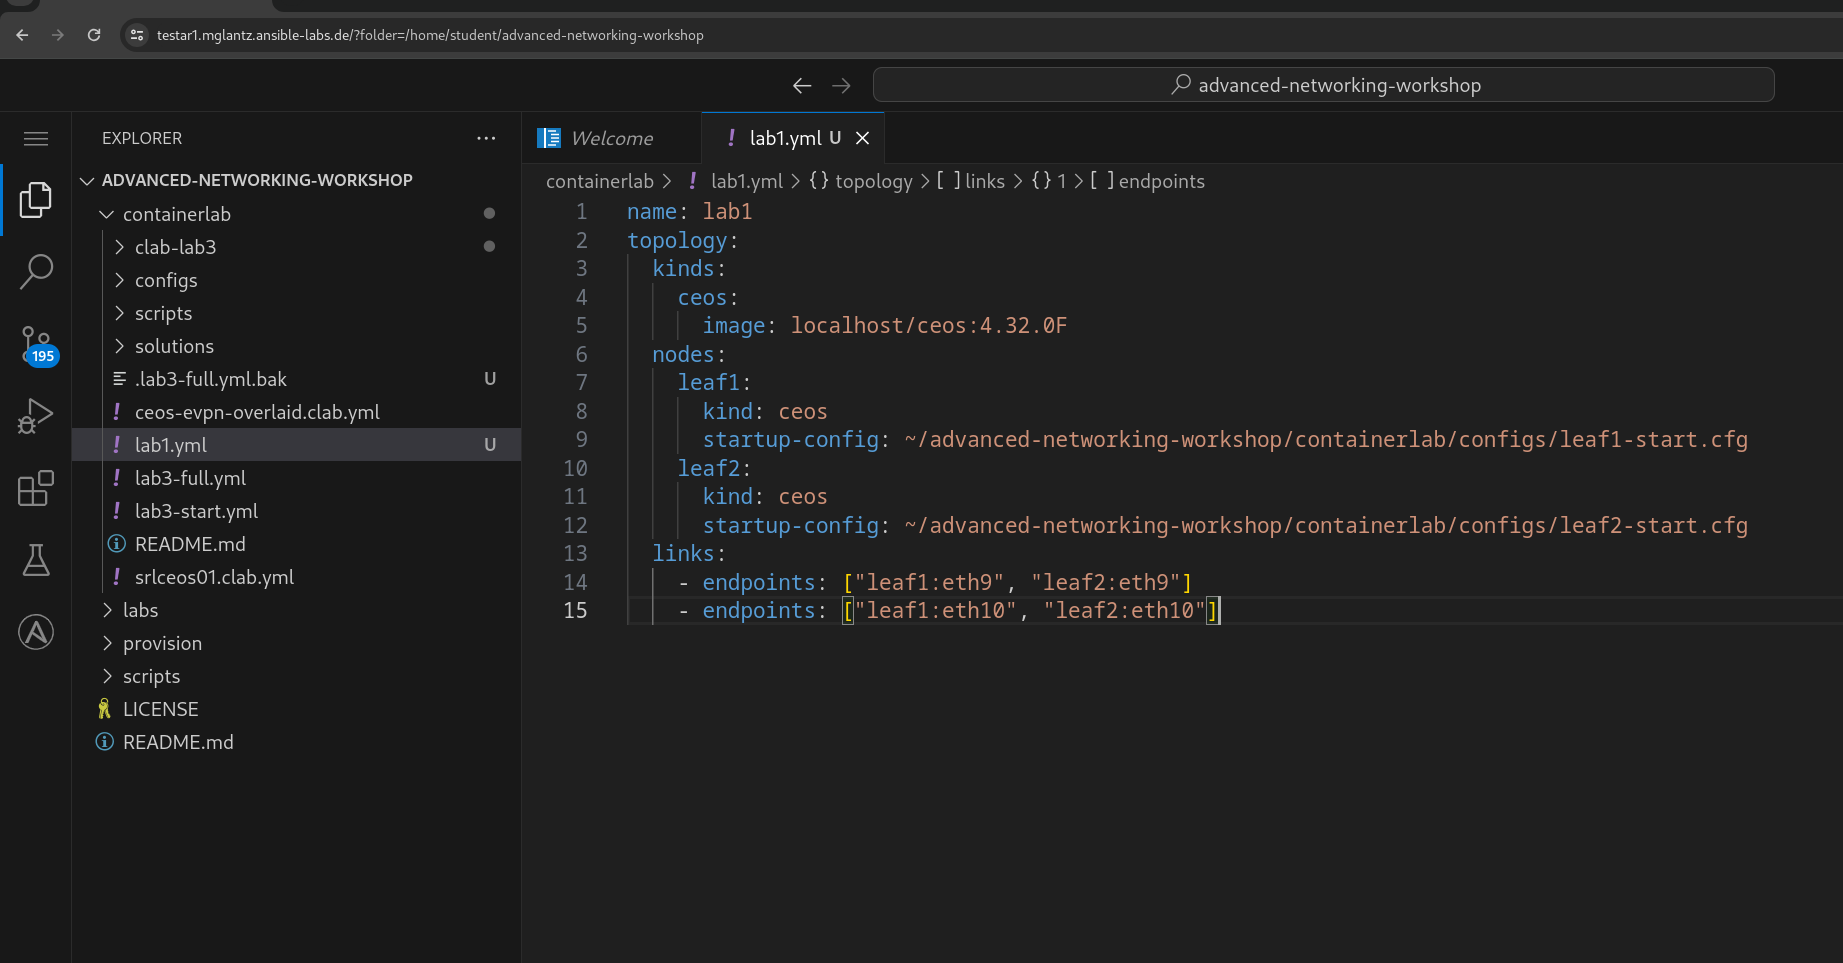 testar1.mglantz.ansible-labs.de/?folder=/home/student/advanced-networking-workshop
advanced-networking-workshop
EXPLORER
Welcome
lab1.yml U
ADVANCED-NETWORKING-WORKSHOP
containerlab
clab-lab3
configs
scripts
solutions
.lab3-full.yml.bak U
ceos-evpn-overlaid.clab.yml
lab1.yml U
lab3-full.yml
lab3-start.yml
README.md
srlceos01.clab.yml
labs
provision
scripts
LICENSE
README.md
195
containerlab > ! lab1.yml > {} topology > [ ] links > {} 1 > [ ] endpoints
1 name: lab1
2 topology:
3   kinds:
4     ceos:
5       image: localhost/ceos:4.32.0F
6   nodes:
7     leaf1:
8       kind: ceos
9       startup-config: ~/advanced-networking-workshop/containerlab/configs/leaf1-start.cfg
10     leaf2:
11       kind: ceos
12       startup-config: ~/advanced-networking-workshop/containerlab/configs/leaf2-start.cfg
13   links:
14     - endpoints: ["leaf1:eth9", "leaf2:eth9"]
15     - endpoints: ["leaf1:eth10", "leaf2:eth10"]